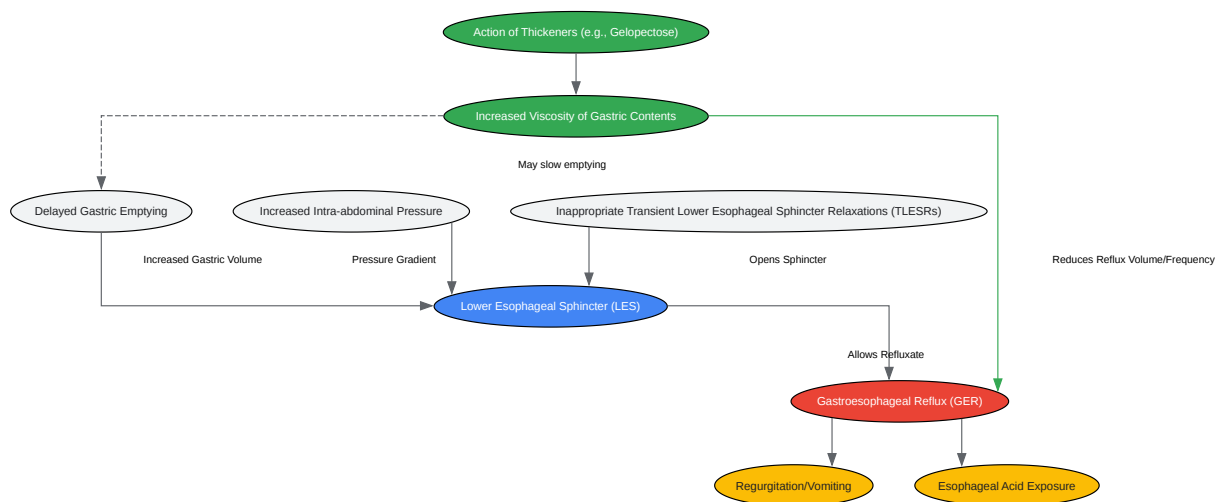 Action of Thickeners (e.g., Gelopectose)
Increased Viscosity of Gastric Contents
May slow emptying
Delayed Gastric Emptying
Increased Intra-abdominal Pressure
Inappropriate Transient Lower Esophageal Sphincter Relaxations (TLESRs)
Increased Gastric Volume
Pressure Gradient
Opens Sphincter
Reduces Reflux Volume/Frequency
Lower Esophageal Sphincter (LES)
Allows Refluxate
Gastroesophageal Reflux (GER)
Regurgitation/Vomiting
Esophageal Acid Exposure